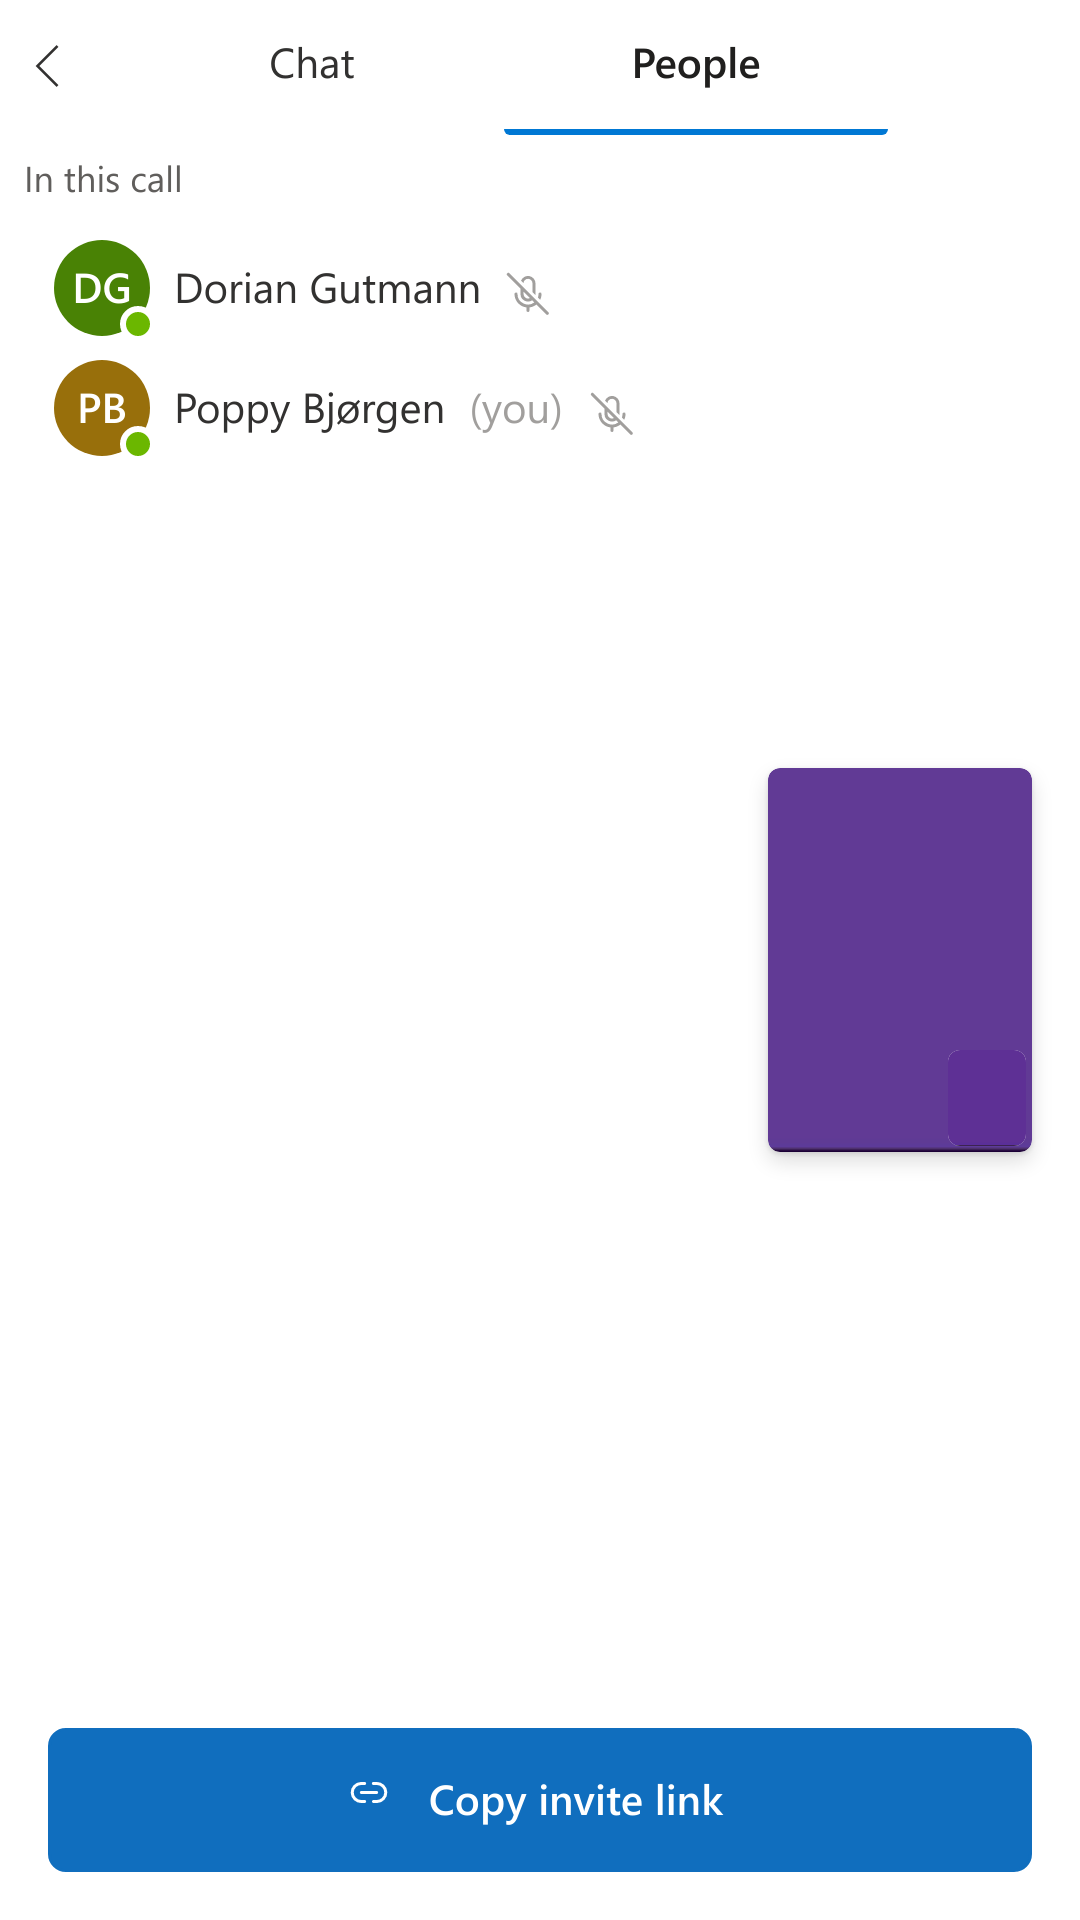 Chat People
In this call
DG Dorian Gutmann
PB Poppy Bjørgen (you)
Copy invite link